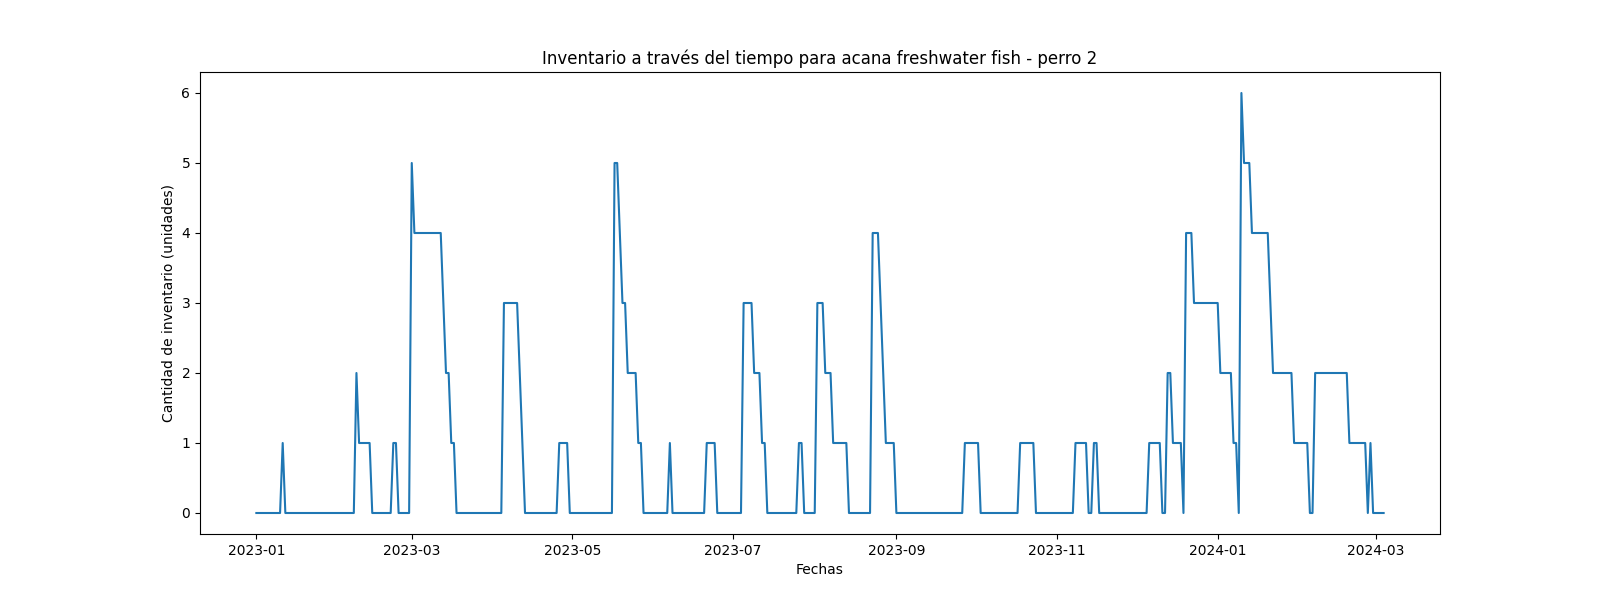 Inventario a través del tiempo para acana freshwater fish - perro 2
Cantidad de inventario (unidades)
6
5
4
3
2
1
0
2023-01 2023-03 2023-05 2023-07 2023-09 2023-11 2024-01 2024-03
Fechas